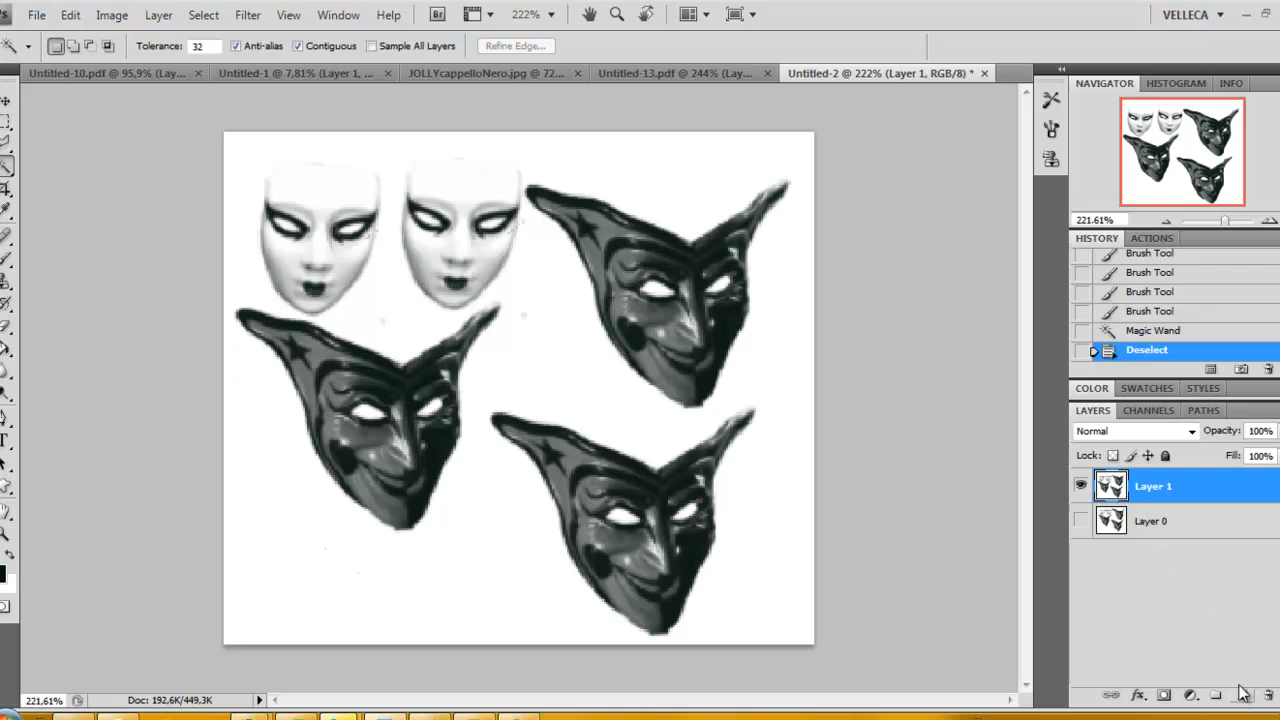 File Edit Image Layer Select Filter Analysis View Window Help Br 222% VELLECA
Tolerance: 32 Anti-alias Contiguous Sample All Layers Refine Edge...
Untitled-10.pdf @ 95,9% (Lay... Untitled-1 @ 7,81% (Layer 1, ... JOLLYcappelloNero.jpg @ 72... Untitled-13.pdf @ 244% (Lay... Untitled-2 @ 222% (Layer 1, RGB/8) *
NAVIGATOR HISTOGRAM INFO
221.61%
HISTORY ACTIONS
Brush Tool
Brush Tool
Brush Tool
Brush Tool
Magic Wand
Deselect
COLOR SWATCHES STYLES
LAYERS CHANNELS PATHS
Normal Opacity: 100%
Lock: Fill: 100%
Layer 1
Layer 0
fx
221,61% Doc: 192,6K/449,3K